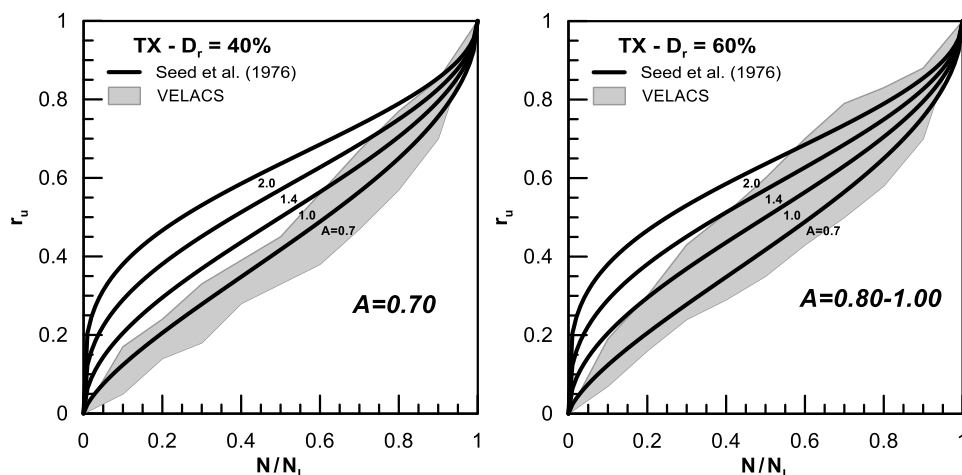 TX - Dr = 40%
Seed et al. (1976)
VELACS
2.0
1.4
1.0
A=0.7
A=0.70
1
0.8
0.6
0.4
0.2
0
ru
0 0.2 0.4 0.6 0.8 1
TX - Dr = 60%
Seed et al. (1976)
VELACS
2.0
1.4
1.0
A=0.7
A=0.80-1.00
1
0.8
0.6
0.4
0.2
0
ru
0 0.2 0.4 0.6 0.8 1